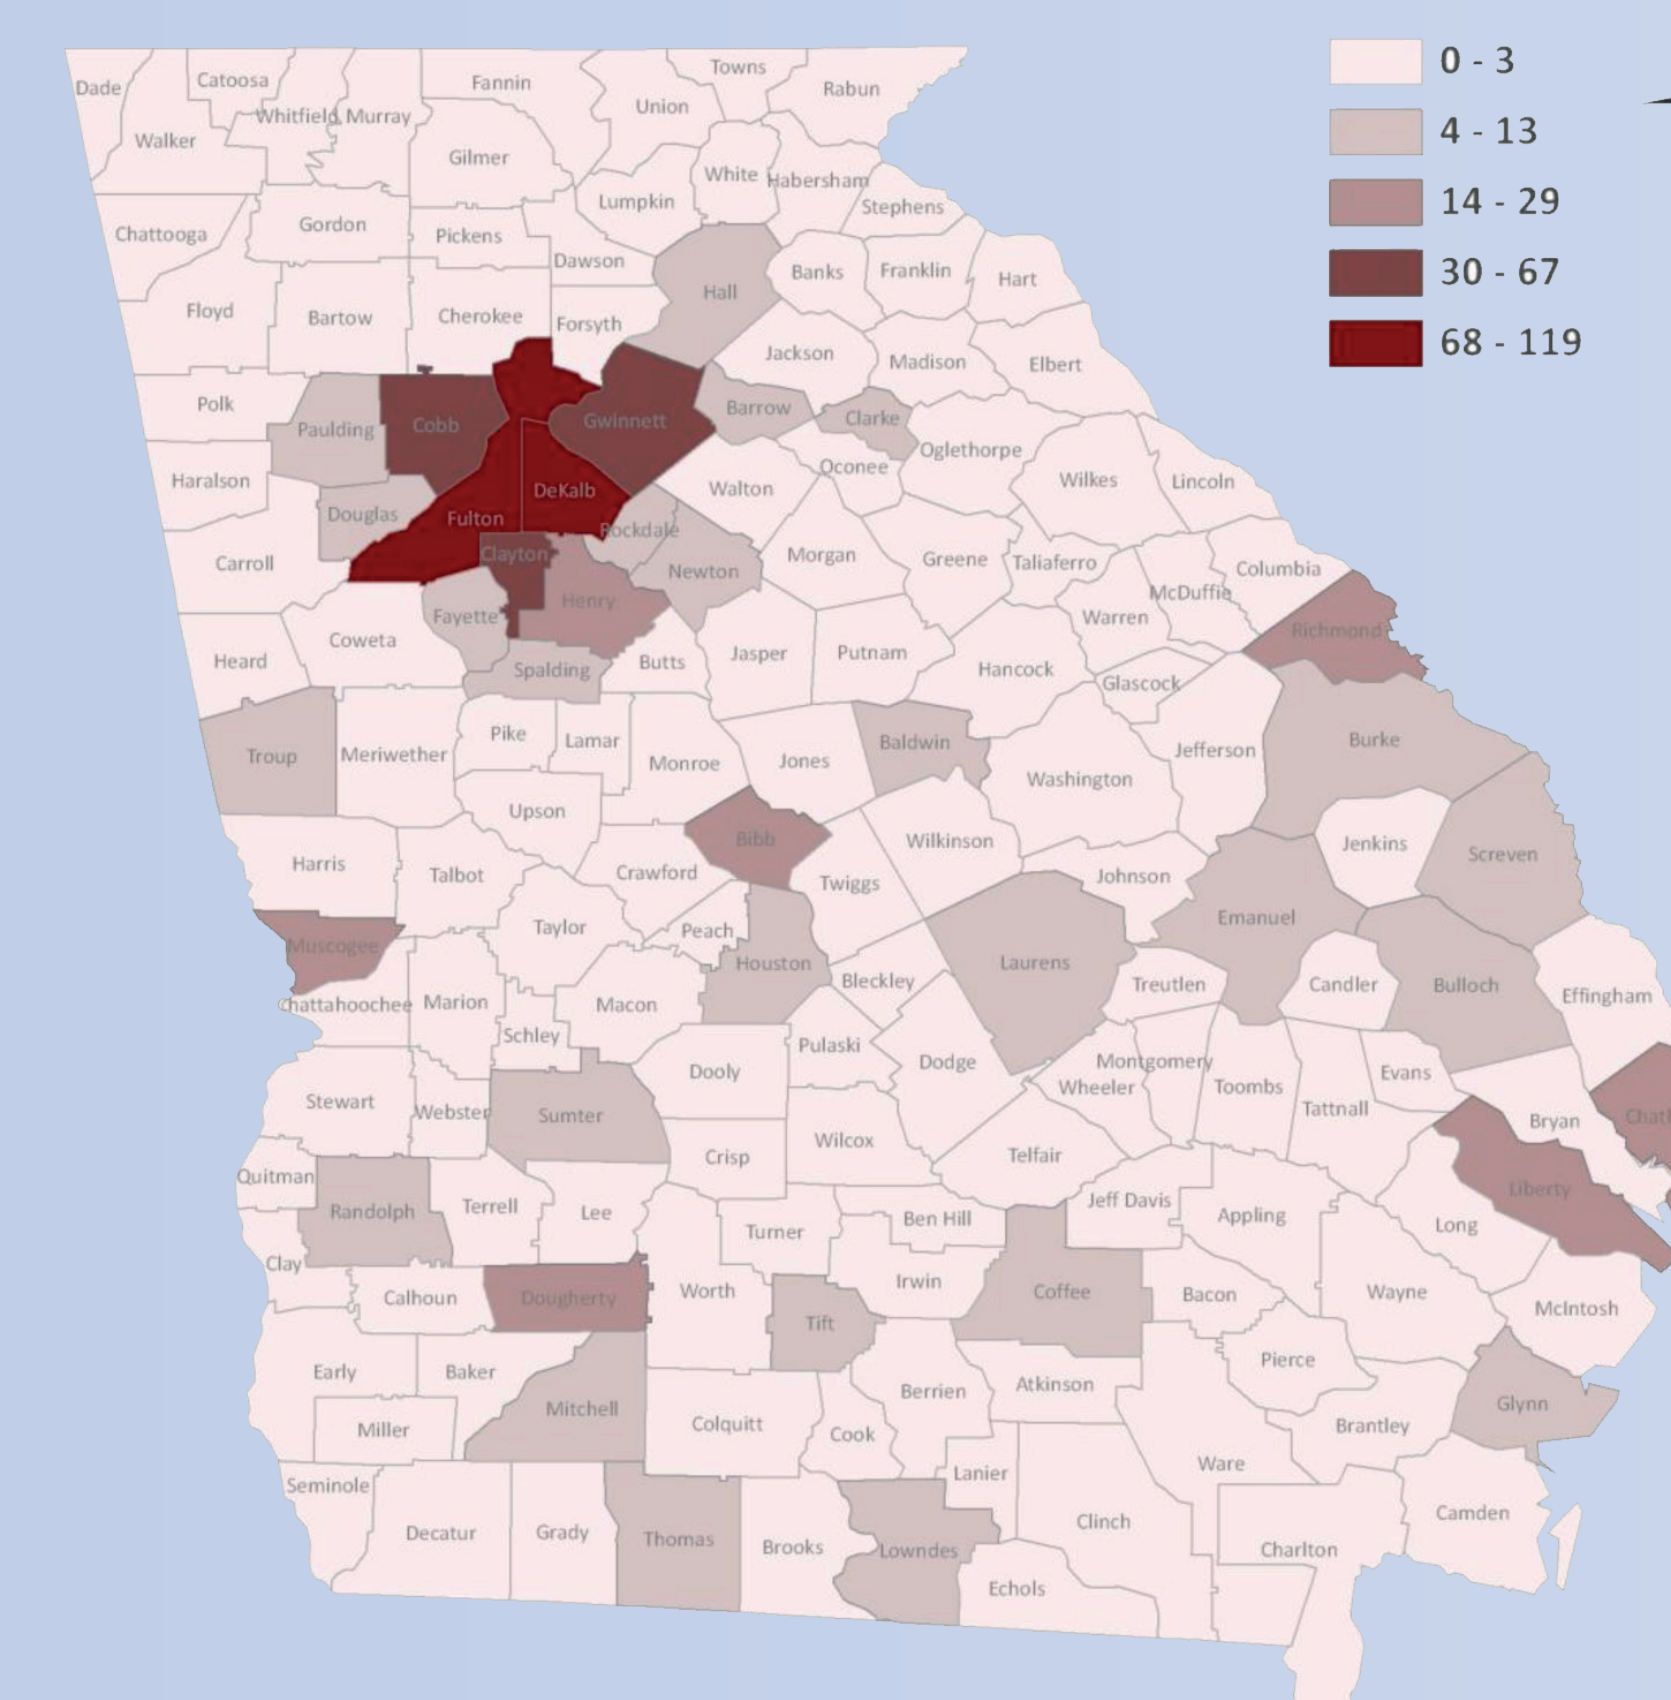 0 - 3
4 - 13
14 - 29
30 - 67
68 - 119
Dade
Catoosa
Whitfield
Murray
Fannin
Towns
Union
Rabun
Walker
Gilmer
White
Habersham
Lumpkin
Stephens
Chattooga
Gordon
Pickens
Dawson
Banks
Franklin
Hart
Hall
Floyd
Bartow
Cherokee
Forsyth
Jackson
Madison
Elbert
Polk
Paulding
Cobb
Gwinnett
Barrow
Clarke
Oglethorpe
Oconee
Wilkes
Lincoln
Haralson
Douglas
Fulton
DeKalb
Rockdale
Walton
Morgan
Greene
Taliaferro
Columbia
McDuffie
Carroll
Clayton
Newton
Henry
Fayette
Warren
Richmond
Coweta
Heard
Spalding
Butts
Jasper
Putnam
Hancock
Glascock
Troup
Meriwether
Pike
Lamar
Monroe
Jones
Baldwin
Washington
Jefferson
Burke
Upson
Bibb
Wilkinson
Jenkins
Screven
Harris
Talbot
Crawford
Twiggs
Johnson
Muscogee
Taylor
Peach
Houston
Emanuel
Laurens
Bleckley
Treutlen
Candler
Bulloch
Effingham
Chattahoochee
Marion
Macon
Schley
Pulaski
Dodge
Montgomery
Wheeler
Toombs
Tattnall
Evans
Bryan
Stewart
Webster
Sumter
Dooly
Crisp
Wilcox
Telfair
Quitman
Randolph
Terrell
Lee
Turner
Ben Hill
Jeff Davis
Appling
Long
Liberty
Clay
Calhoun
Dougherty
Worth
Tift
Irwin
Coffee
Bacon
Wayne
McIntosh
Early
Baker
Mitchell
Miller
Colquitt
Cook
Berrien
Atkinson
Pierce
Brantley
Glynn
Seminole
Decatur
Grady
Thomas
Brooks
Lowndes
Lanier
Clinch
Echols
Ware
Charlton
Camden